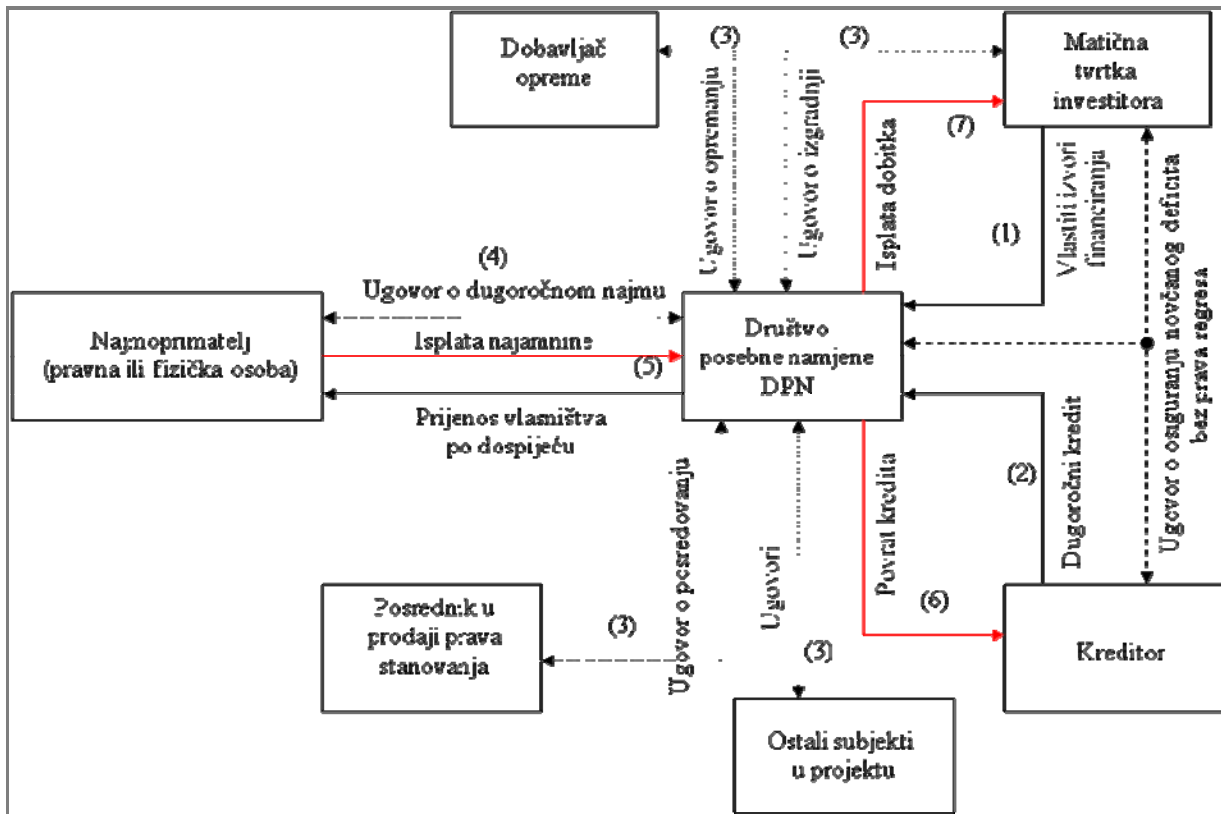 Dobavljač
opreme
(3)
(3)
Matična
tvrtka
investitora
Ugovor o opremanju
Ugovor o izgradnji
Isplata dobitka
(7)
(1)
Vlastiti izvori
financiranja
Ugovor o osiguranju novčanog deficita
bez prava regresa
(4)
Ugovor o dugoročnom najmu
Najmoprimatelj
(pravna ili fizička osoba)
Isplata najamnine
(5)
Prijenos vlasništva
po dospijeću
Društvo
posebne namjene
DPN
Ugovor o posredovanju
Ugovori
Povrat kredita
(2)
Dugoročni kredit
(6)
Posrednik u
prodaji prava
stanovanja
(3)
(3)
Kreditor
Ostali subjekti
u projektu